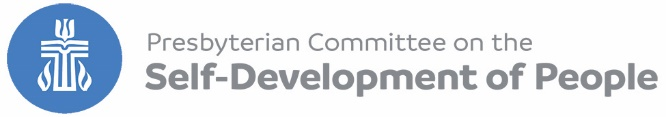 Presbyterian Committee on the
Self-Development of People